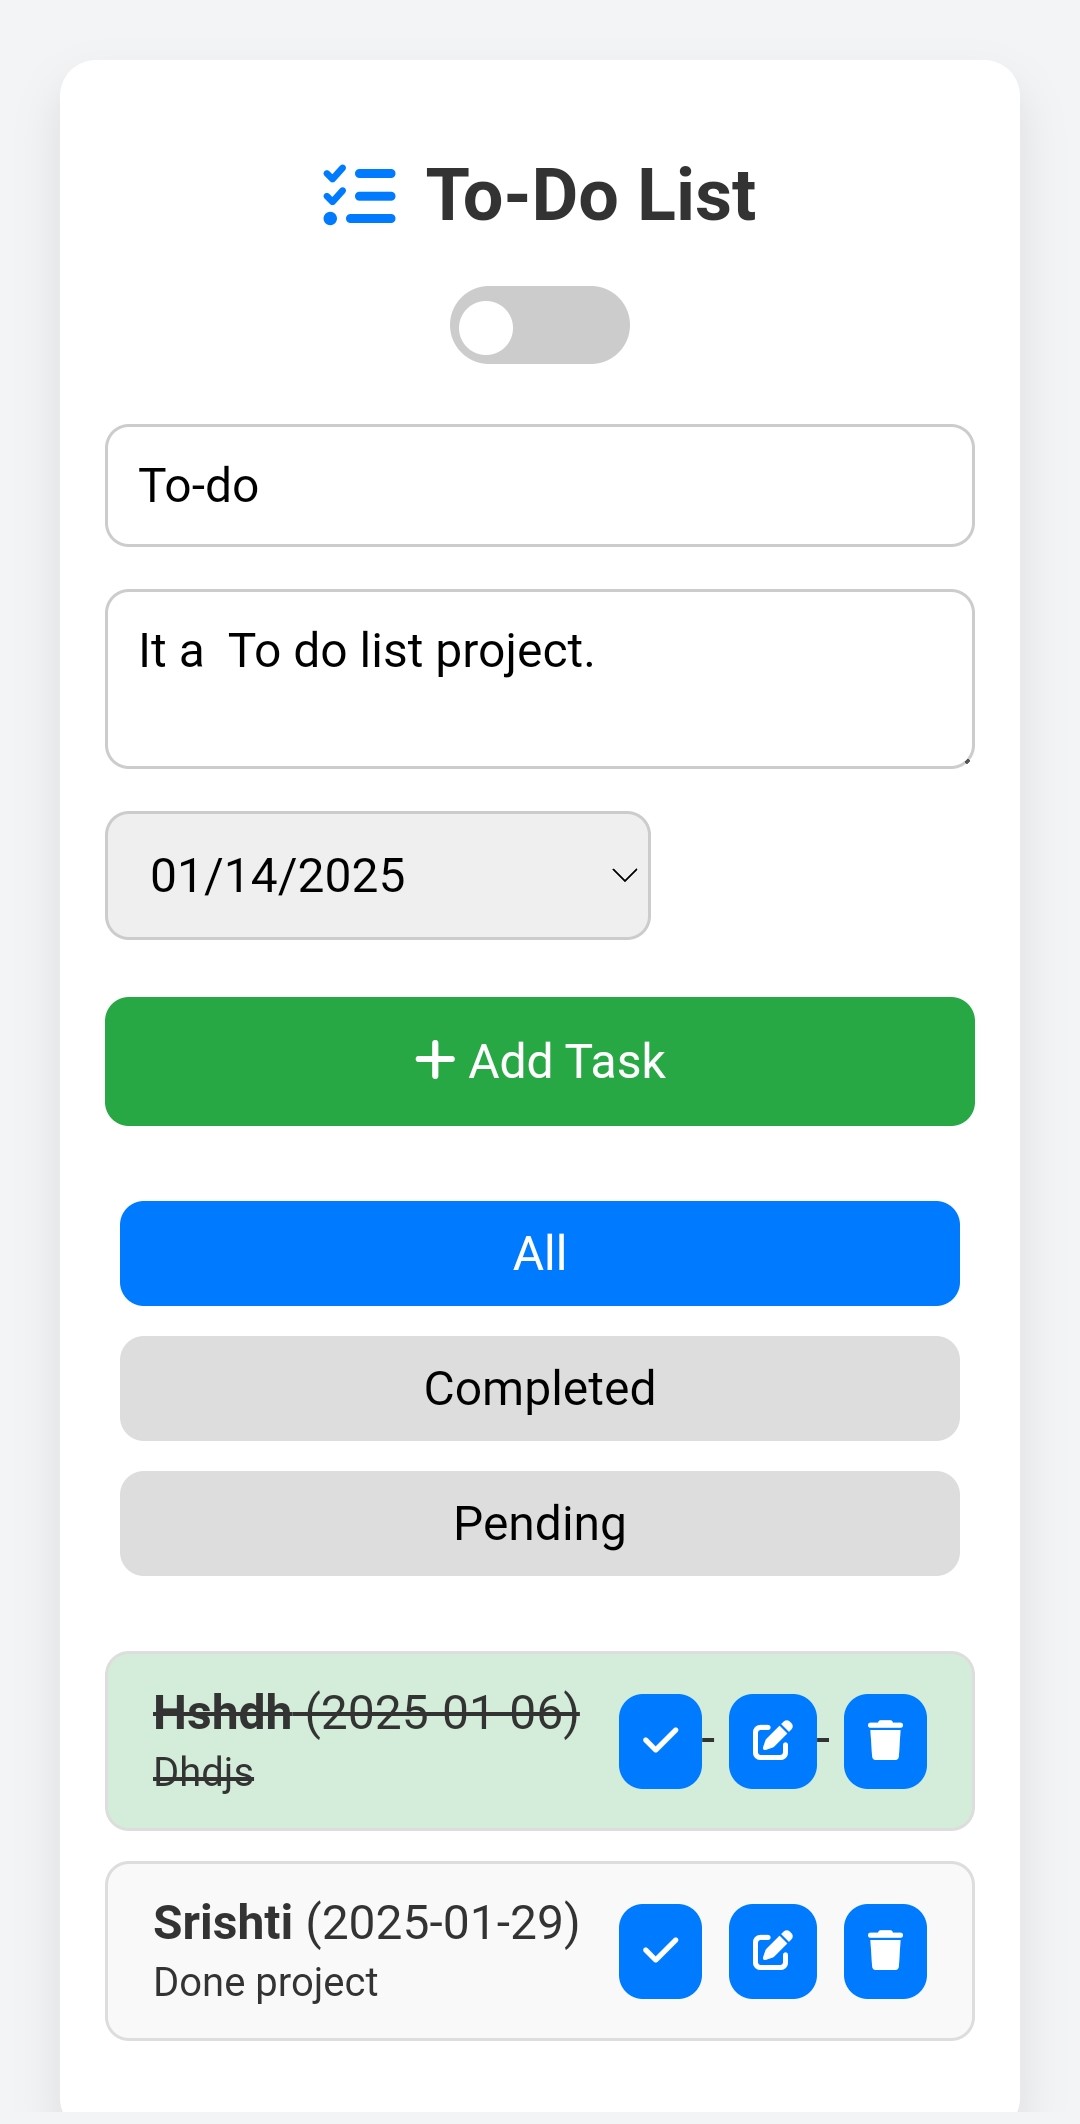 To-Do List
To-do
It a  To do list project.
01/14/2025
Add Task
All
Completed
Pending
Hshdh (2025-01-06)
Dhdjs
Srishti (2025-01-29)
Done project